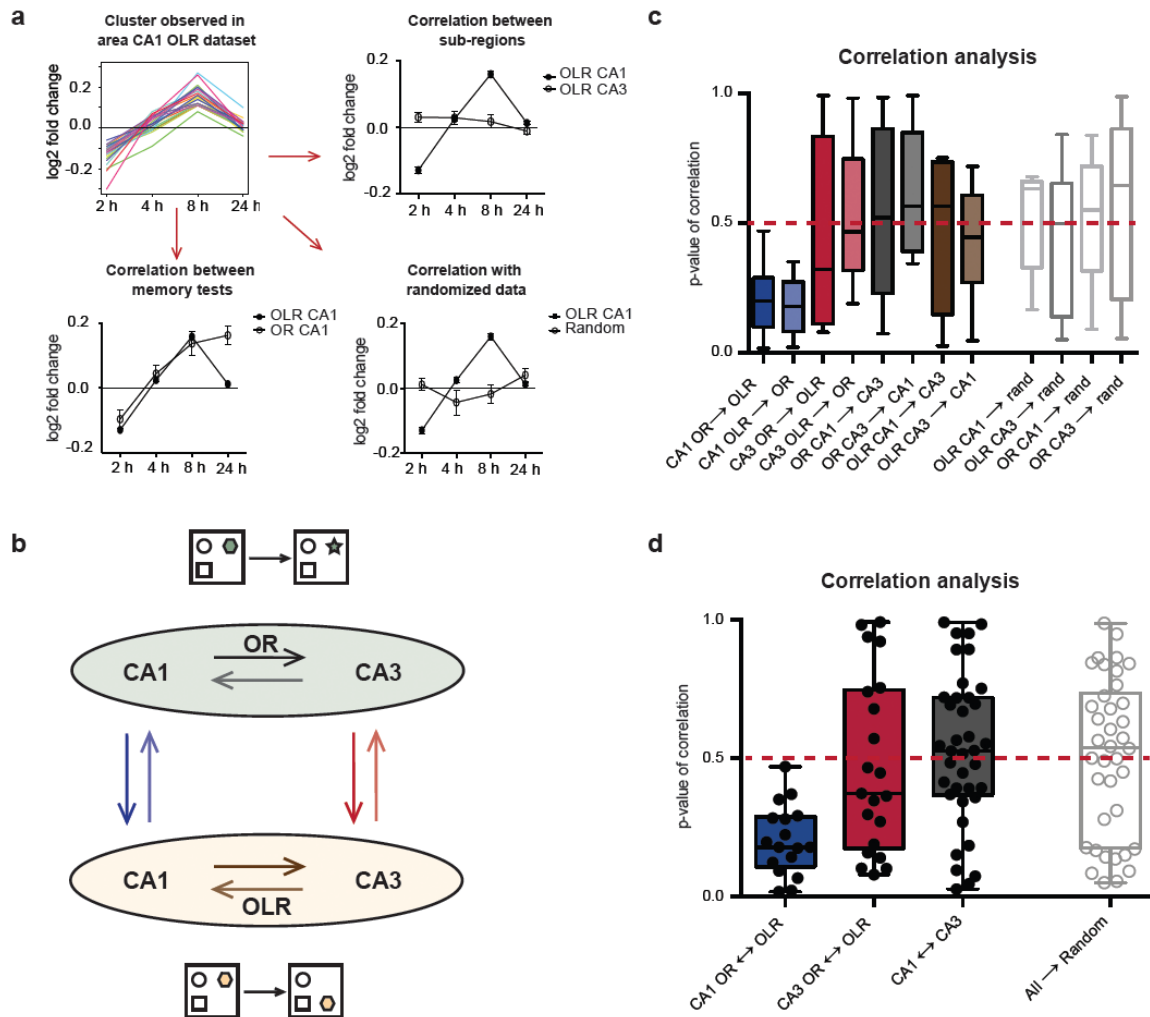 a
Cluster observed in
area CA1 OLR dataset
log2 fold change
0.2
0.0
-0.2
2 h 4 h 8 h 24 h
Correlation between
sub-regions
OLR CA1
OLR CA3
log2 fold change
0.2
0.0
-0.2
2 h 4 h 8 h 24 h
Correlation between
memory tests
OLR CA1
OR CA1
log2 fold change
0.2
0.0
-0.2
2 h 4 h 8 h 24 h
Correlation with
randomized data
OLR CA1
Random
log2 fold change
0.2
0.0
-0.2
2 h 4 h 8 h 24 h
c
Correlation analysis
p-value of correlation
1.0
0.5
0.0
CA1 OR → OLR
CA1 OLR → OR
CA3 OR → OLR
CA3 OLR → OR
OR CA1 → CA3
OR CA3 → CA1
OLR CA1 → CA3
OLR CA3 → CA1
OLR CA1 → rand
OLR CA3 → rand
OR CA1 → rand
OR CA3 → rand
b
OR
CA1 CA3
CA1 CA3
OLR
d
Correlation analysis
p-value of correlation
1.0
0.5
0.0
CA1 OR ↔ OLR
CA3 OR ↔ OLR
CA1 ↔ CA3
All → Random